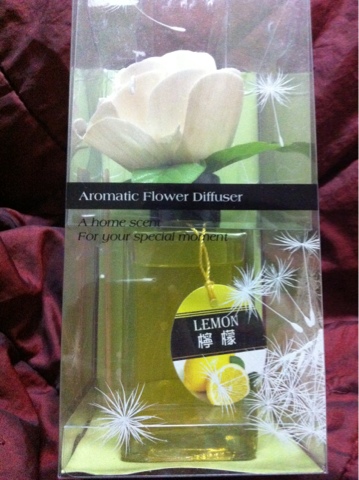 Aromatic Flower Diffuser
A home scent
For your special moment
LEMON
檸檬